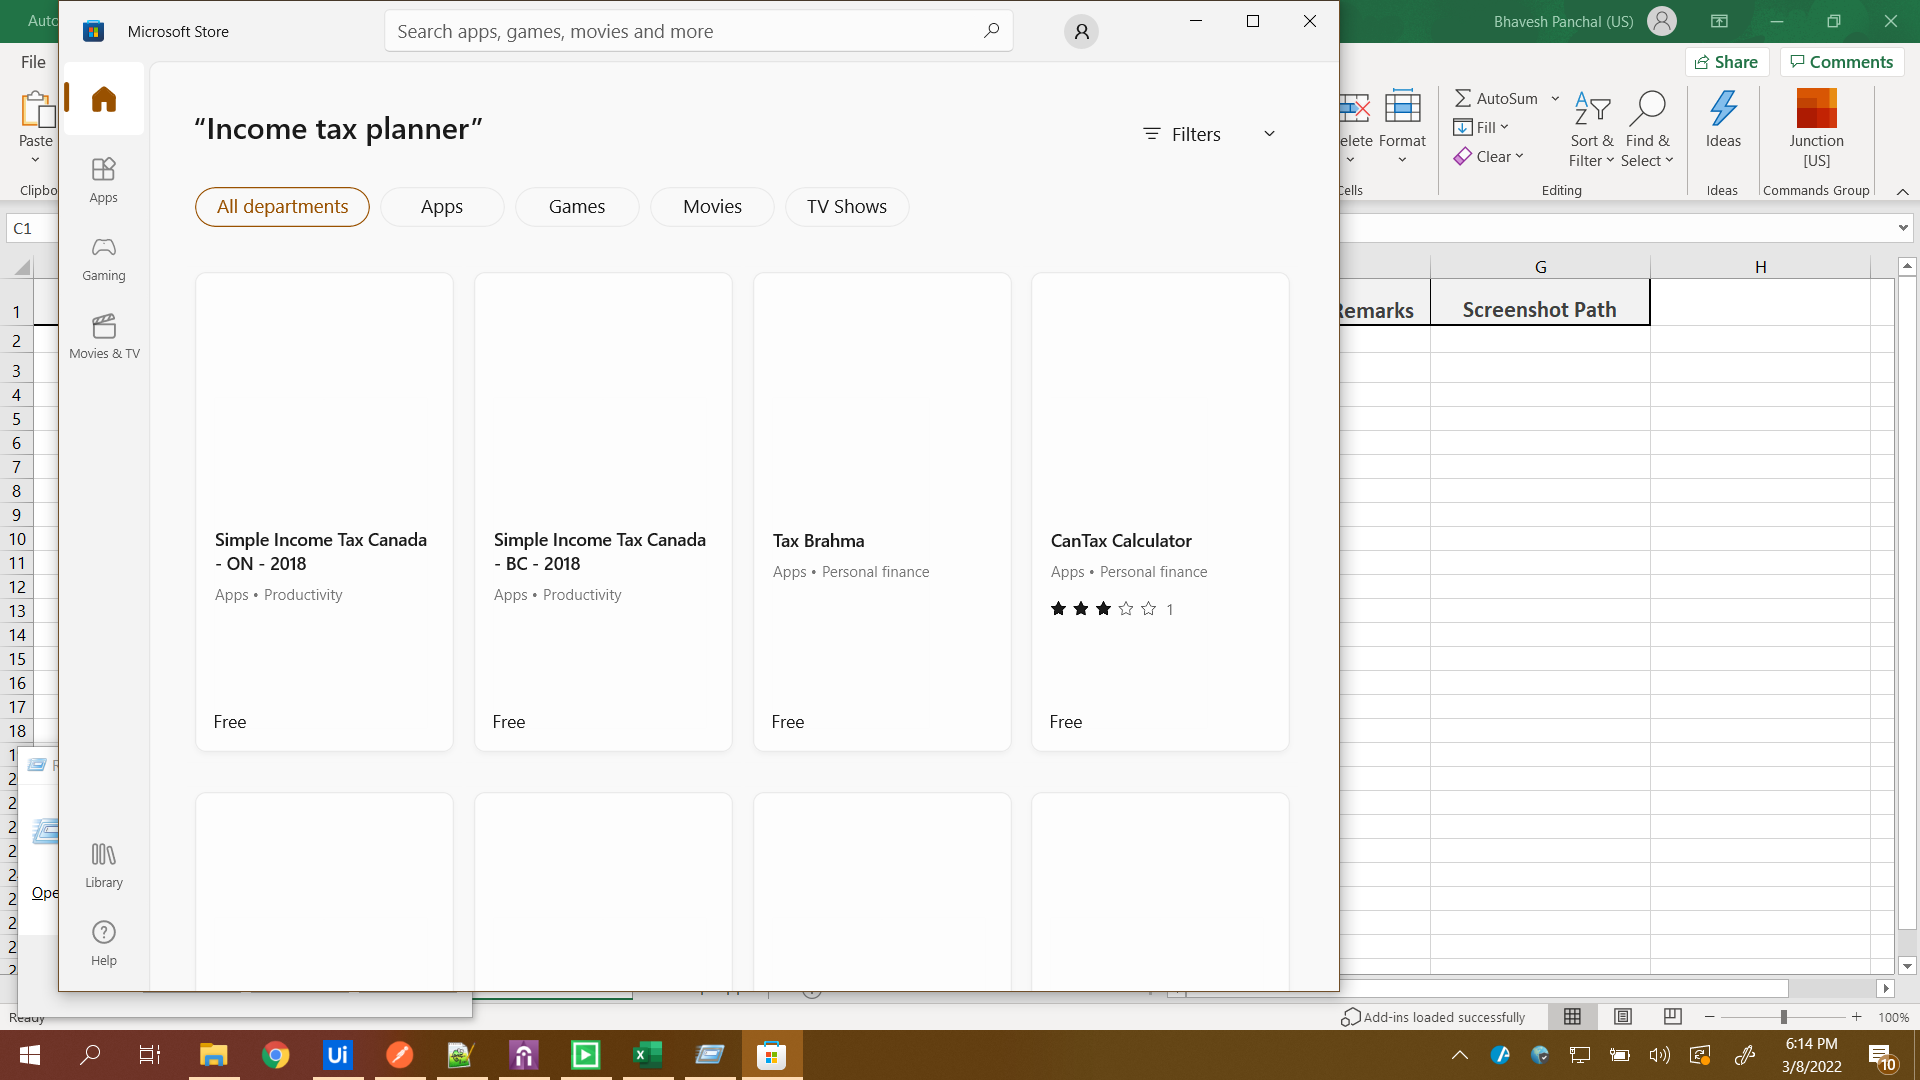 Auto
Microsoft Store
Search apps, games, movies and more
Bhavesh Panchal (US)
File
Share
Comments
“Income tax planner”
Filters
Paste
AutoSum
Fill
Clear
elete
Format
Sort &
Filter
Find &
Select
Ideas
Junction
[US]
Clipbo
Cells
Editing
Ideas
Commands Group
Apps
All departments
Apps
Games
Movies
TV Shows
C1
Gaming
G
H
1
Remarks
Screenshot Path
Movies & TV
2
3
4
5
6
7
8
9
10
11
12
13
14
15
16
17
18
Simple Income Tax Canada
- ON - 2018
Apps • Productivity
Free
Simple Income Tax Canada
- BC - 2018
Apps • Productivity
Free
Tax Brahma
Apps • Personal finance
Free
CanTax Calculator
Apps • Personal finance
1
Free
Library
Ope
Help
Ready
Add-ins loaded successfully
100%
Ui
6:14 PM
3/8/2022
10